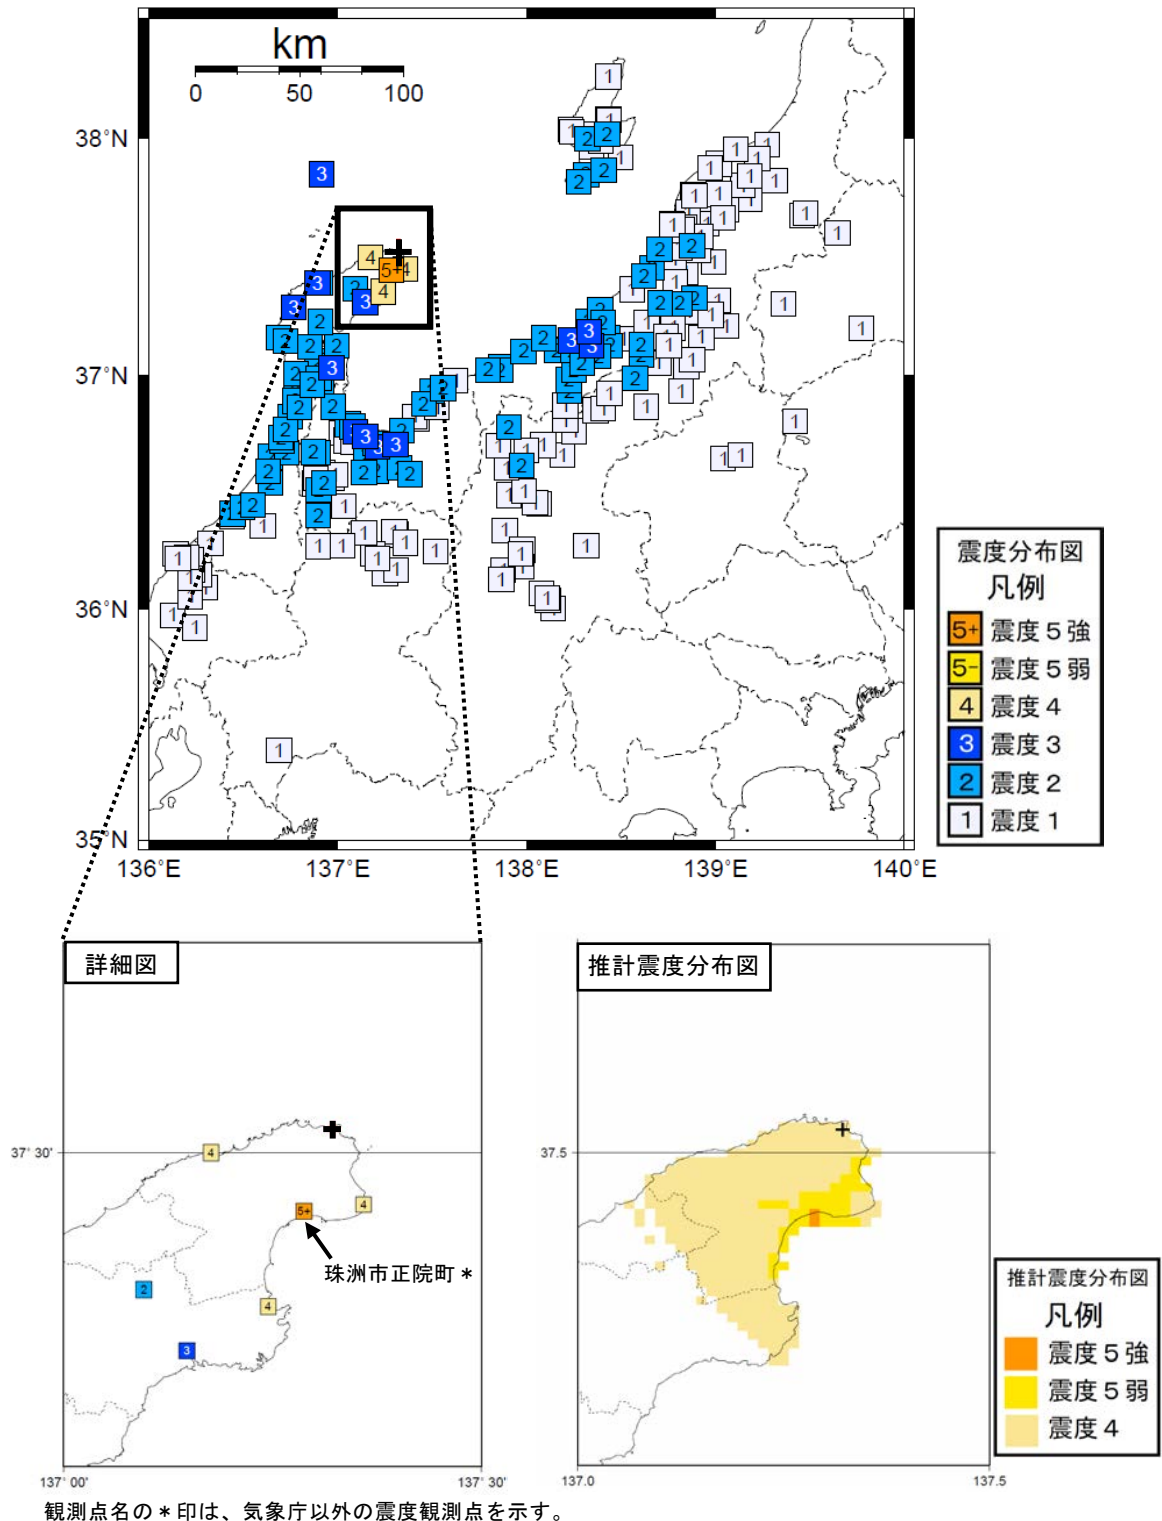 km
0 50 100
38°N
37°N
36°N
35°N
136°E 137°E 138°E 139°E 140°E
震度分布図
凡例
5+ 震度5強
5- 震度5弱
4 震度4
3 震度3
2 震度2
1 震度1
詳細図
37° 30'
4
5+
4
珠洲市正院町＊
2
4
3
137° 00' 137° 30'
推計震度分布図
37.5
137.0 137.5
推計震度分布図
凡例
震度5強
震度5弱
震度4
観測点名の＊印は、気象庁以外の震度観測点を示す。